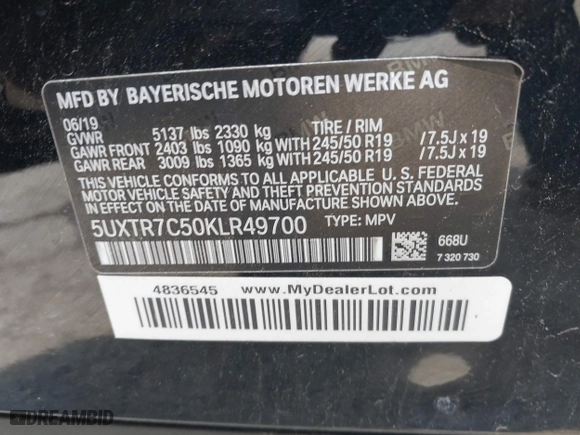 MFD BY BAYERISCHE MOTOREN WERKE AG
06/19
GVWR 5137 lbs 2330 kg TIRE / RIM
GAWR FRONT 2403 lbs 1090 kg WITH 245/50 R19 / 7.5J x 19
GAWR REAR 3009 lbs 1365 kg WITH 245/50 R19 / 7.5J x 19
THIS VEHICLE CONFORMS TO ALL APPLICABLE U. S. FEDERAL
MOTOR VEHICLE SAFETY AND THEFT PREVENTION STANDARDS
IN EFFECT ON THE DATE OF MANUFACTURE SHOWN ABOVE.
5UXTR7C50KLR49700 TYPE: MPV
668U
7 320 730
4836545 www.MyDealerLot.com
DREAMBID
BMW
BMW
BMW